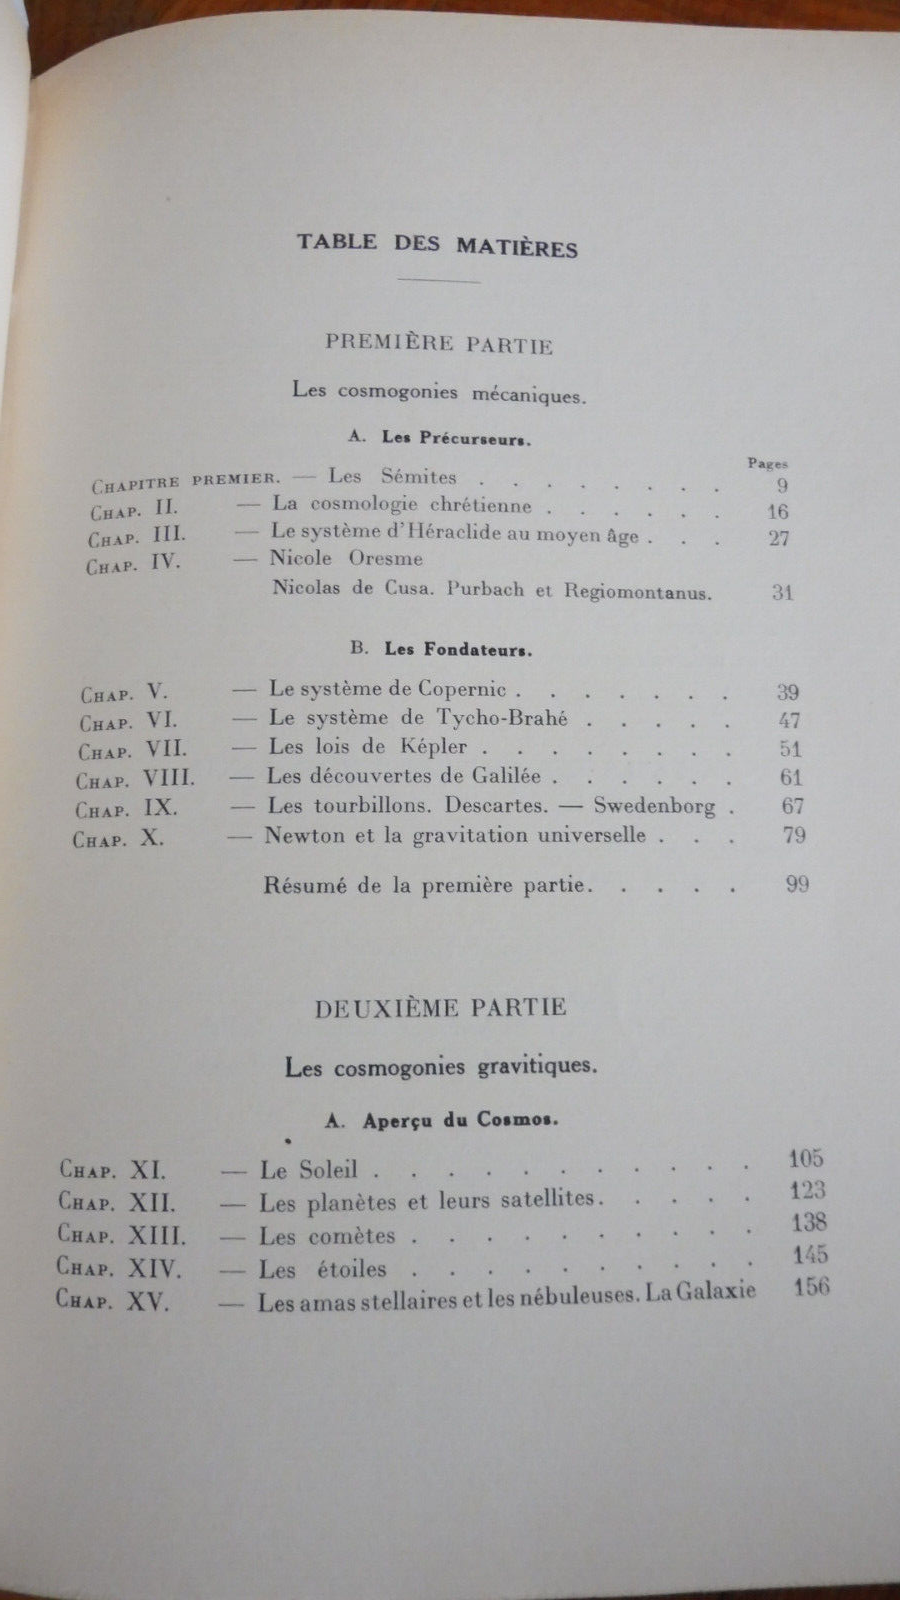 TABLE DES MATIÈRES
PREMIÈRE PARTIE
Les cosmogonies mécaniques.
A. Les Précurseurs.
Pages
CHAPITRE PREMIER. — Les Sémites . . . . . . . . 9
CHAP. II. — La cosmologie chrétienne . . . . . . 16
CHAP. III. — Le système d'Héraclide au moyen âge . . . 27
CHAP. IV. — Nicole Oresme
Nicolas de Cusa. Purbach et Regiomontanus. 31
B. Les Fondateurs.
CHAP. V. — Le système de Copernic . . . . . . . 39
CHAP. VI. — Le système de Tycho-Brahé . . . . . 47
CHAP. VII. — Les lois de Képler . . . . . . . . 51
CHAP. VIII. — Les découvertes de Galilée . . . . . . 61
CHAP. IX. — Les tourbillons. Descartes. — Swedenborg . 67
CHAP. X. — Newton et la gravitation universelle . . . 79
Résumé de la première partie. . . . . 99
DEUXIÈME PARTIE
Les cosmogonies gravitiques.
A. Aperçu du Cosmos.
CHAP. XI. — Le Soleil . . . . . . . . . . . 105
CHAP. XII. — Les planètes et leurs satellites. . . . . 123
CHAP. XIII. — Les comètes . . . . . . . . . . 138
CHAP. XIV. — Les étoiles . . . . . . . . . . 145
CHAP. XV. — Les amas stellaires et les nébuleuses. La Galaxie 156